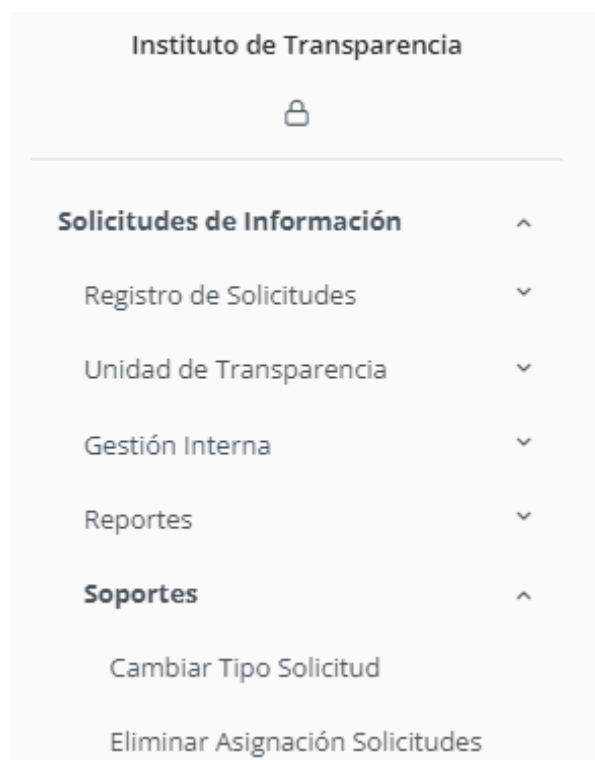 Instituto de Transparencia
Solicitudes de Información
Registro de Solicitudes
Unidad de Transparencia
Gestión Interna
Reportes
Soportes
Cambiar Tipo Solicitud
Eliminar Asignación Solicitudes